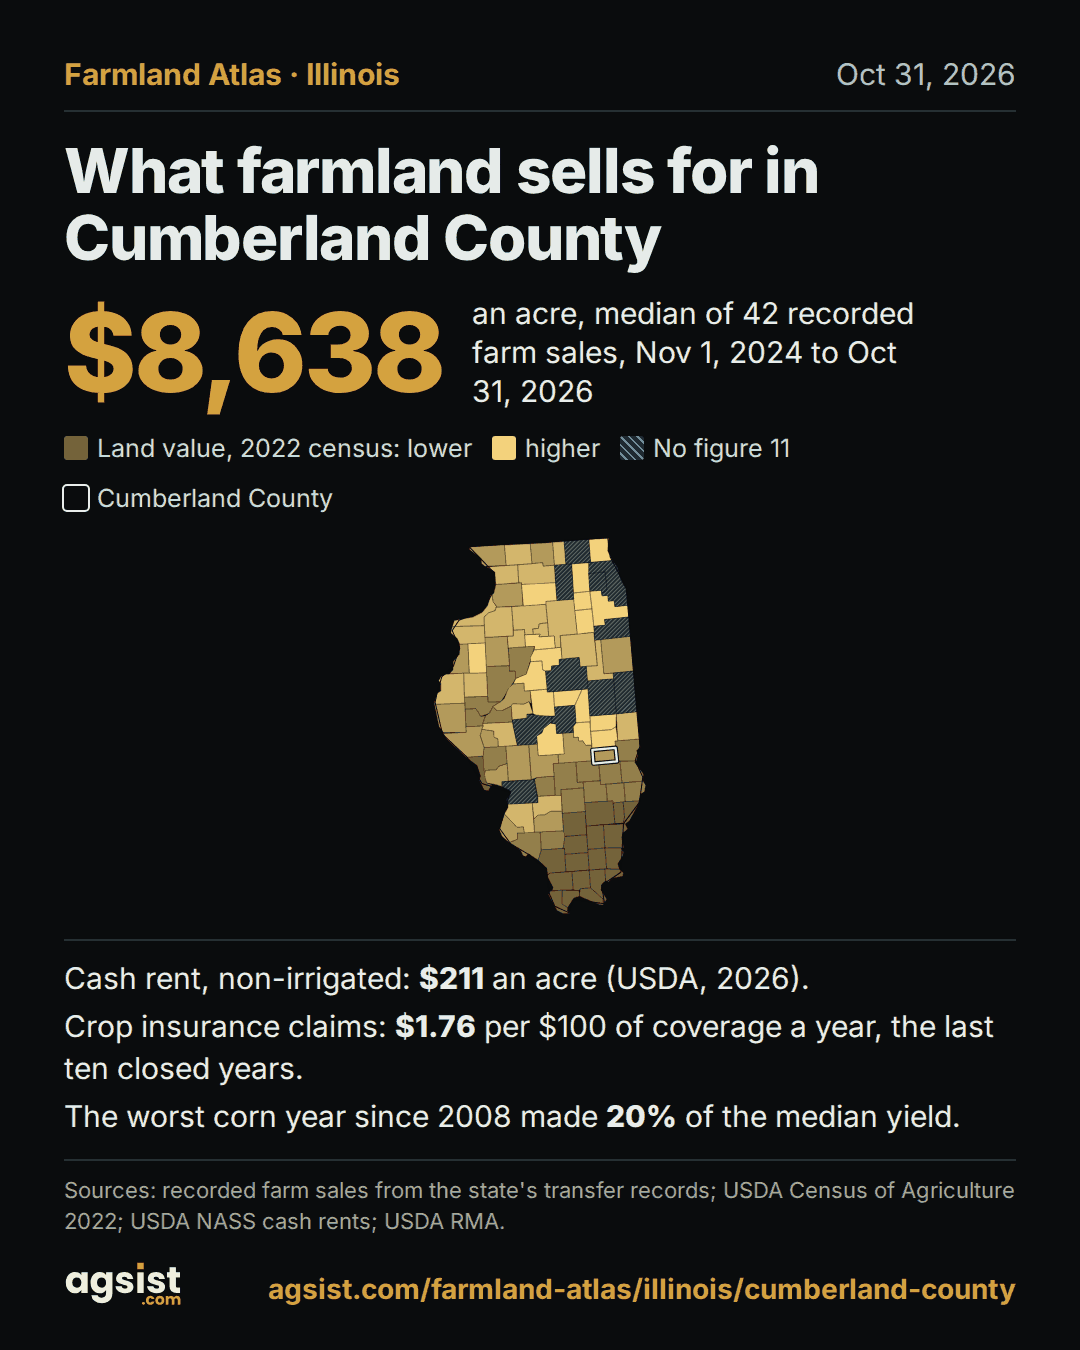 Farmland Atlas · Illinois
Oct 31, 2026
What farmland sells for in
Cumberland County
$8,638
an acre, median of 42 recorded
farm sales, Nov 1, 2024 to Oct
31, 2026
Land value, 2022 census: lower
higher
No figure 11
Cumberland County
Cash rent, non-irrigated: $211 an acre (USDA, 2026).
Crop insurance claims: $1.76 per $100 of coverage a year, the last
ten closed years.
The worst corn year since 2008 made 20% of the median yield.
Sources: recorded farm sales from the state's transfer records; USDA Census of Agriculture
2022; USDA NASS cash rents; USDA RMA.
agsist
.com
agsist.com/farmland-atlas/illinois/cumberland-county